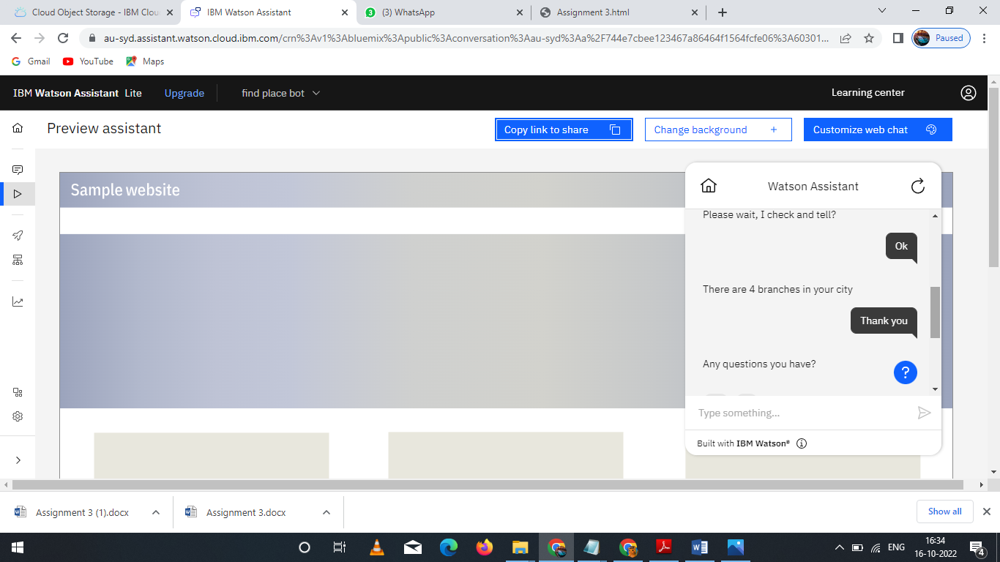 Cloud Object Storage - IBM Clou
IBM Watson Assistant
(3) WhatsApp
Assignment 3.html
au-syd.assistant.watson.cloud.ibm.com/crn%3Av1%3Abluemix%3Apublic%3Aconversation%3Aau-syd%3Aa%2F744e7cbee123467a86464f1564fcfe06%3A60301...
Paused
Gmail
YouTube
Maps
IBM Watson Assistant Lite
Upgrade
find place bot
Learning center
Preview assistant
Copy link to share
Change background
Customize web chat
Sample website
Watson Assistant
Please wait, I check and tell?
Ok
There are 4 branches in your city
Thank you
Any questions you have?
?
Type something...
Built with IBM Watson®
Assignment 3 (1).docx
Assignment 3.docx
Show all
ENG
16:34
16-10-2022
4